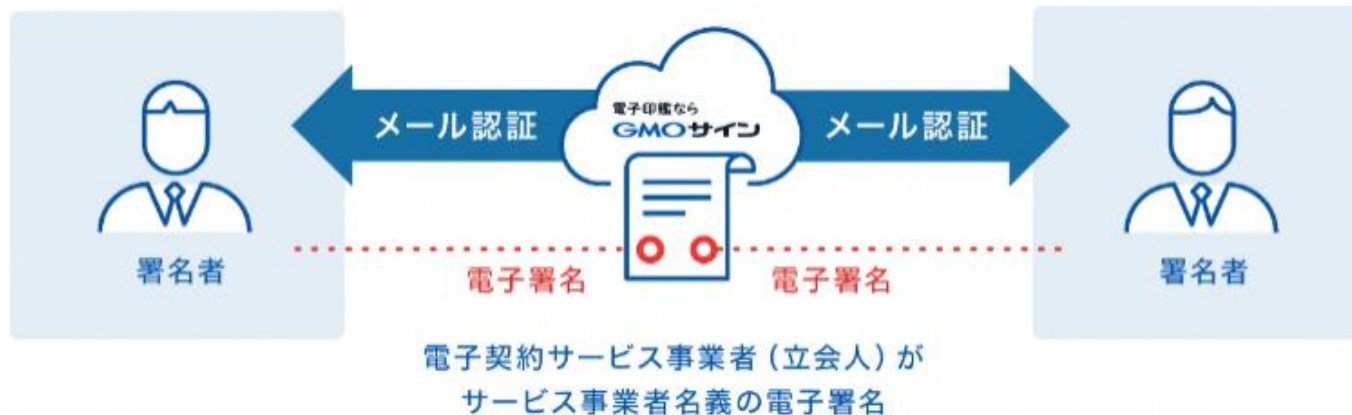 メール認証
電子印鑑なら
GMOサイン
メール認証
署名者
電子署名
電子署名
署名者
電子契約サービス事業者（立会人）が
サービス事業者名義の電子署名